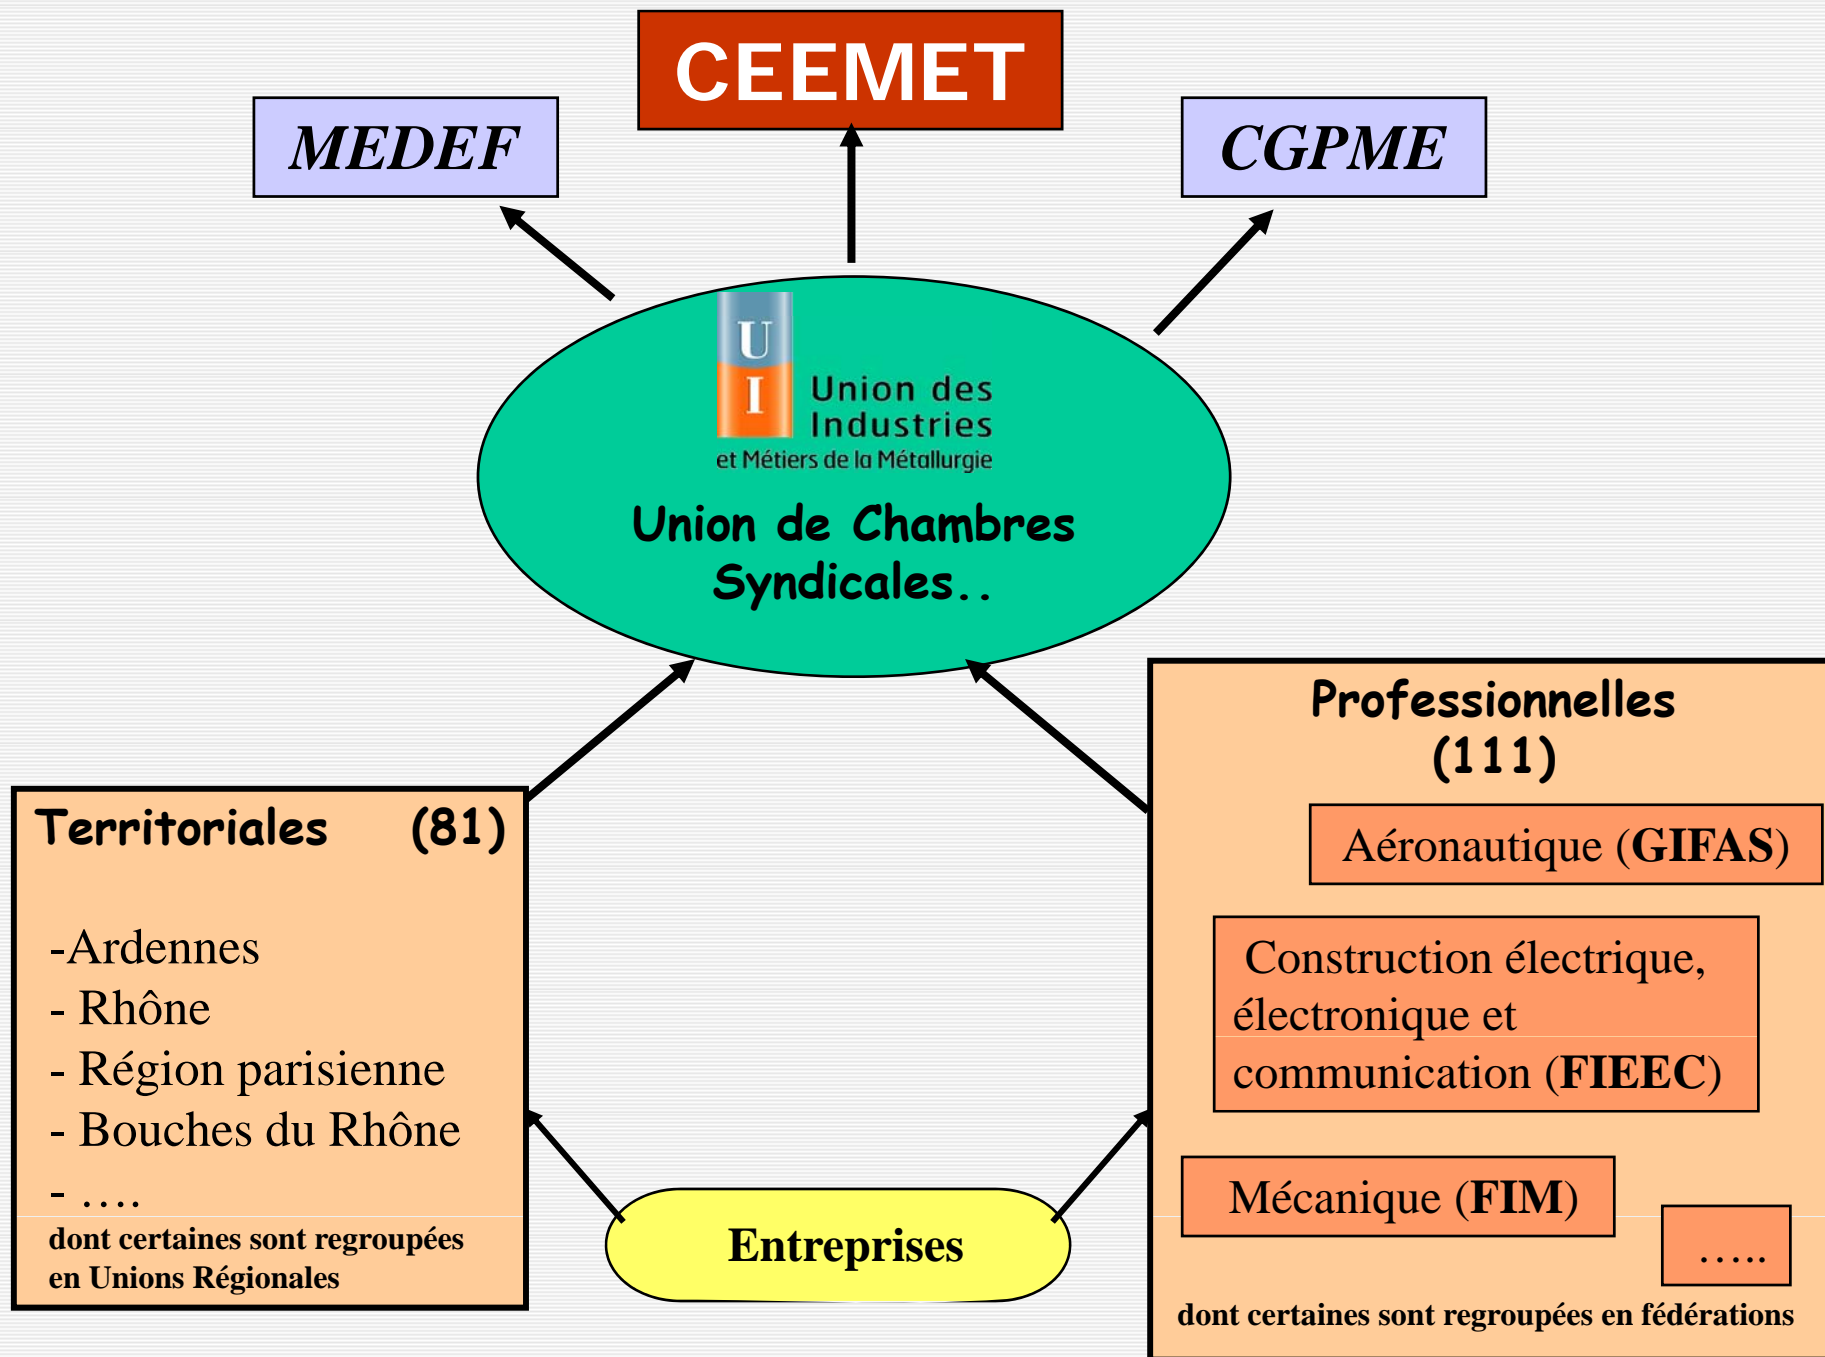 CEEMET
MEDEF
CGPME
U
I
Union des
Industries
et Métiers de la Métallurgie
Union de Chambres
Syndicales..
Territoriales (81)
-Ardennes
- Rhône
- Région parisienne
- Bouches du Rhône
- ….
dont certaines sont regroupées
en Unions Régionales
Entreprises
Professionnelles
(111)
Aéronautique (GIFAS)
Construction électrique,
électronique et
communication (FIEEC)
Mécanique (FIM)
…..
dont certaines sont regroupées en fédérations